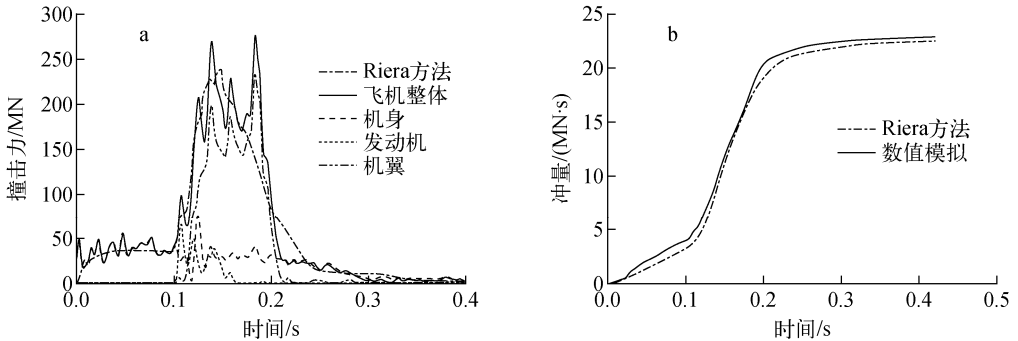 a
300
250
200
150
100
50
0
撞击力/MN
0.0
0.1
0.2
0.3
0.4
时间/s
Riera方法
飞机整体
机身
发动机
机翼
b
25
20
15
10
5
0
冲量/(MN·s)
0.0
0.1
0.2
0.3
0.4
0.5
时间/s
Riera方法
数值模拟